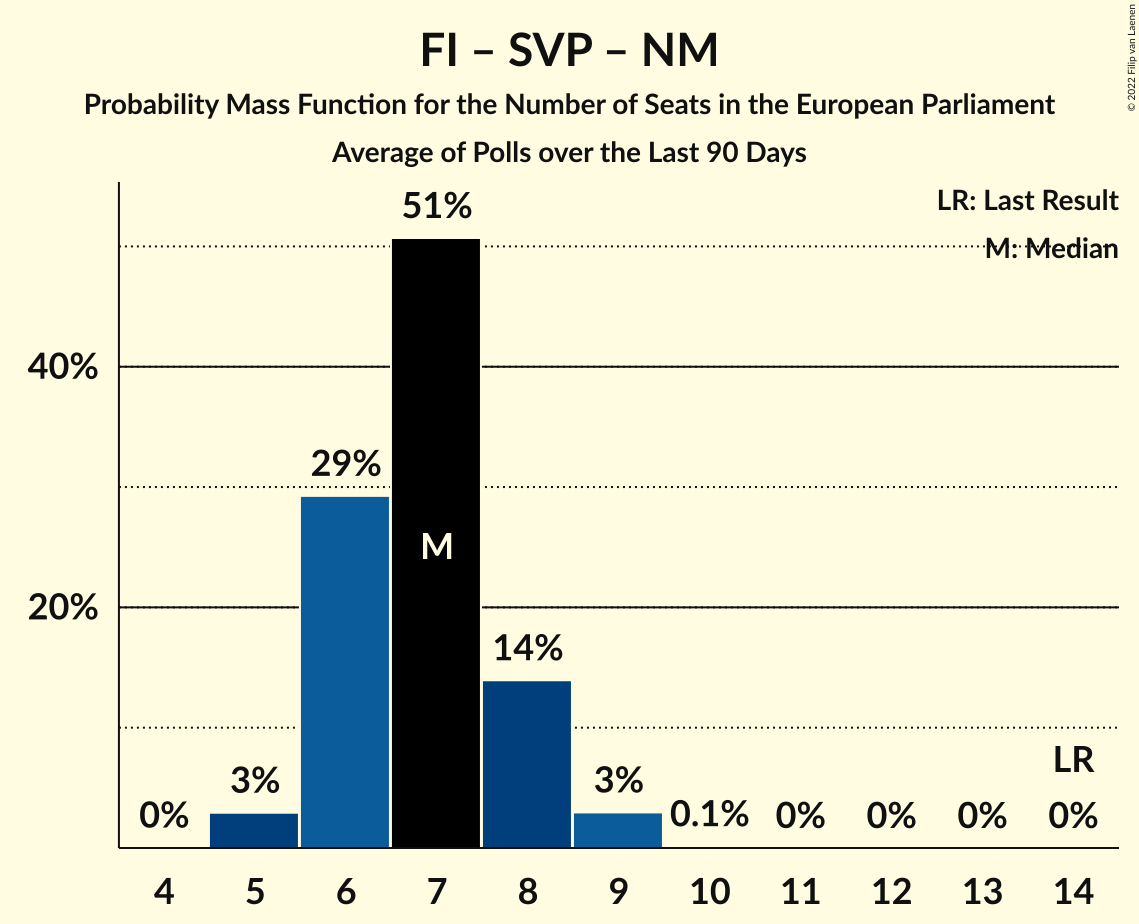 FI – SVP – NM
Probability Mass Function for the Number of Seats in the European Parliament
Average of Polls over the Last 90 Days
© 2022 Filip van Laenen
LR: Last Result
M: Median
51%
40%
29%
M
20%
14%
LR
0%
3%
3%
0.1%
0%
0%
0%
0%
4 5 6 7 8 9 10 11 12 13 14